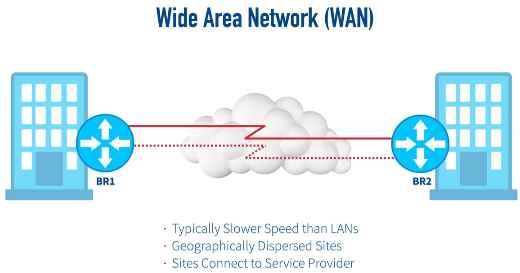 Wide Area Network (WAN)
BR1
BR2
· Typically Slower Speed than LANs
· Geographically Dispersed Sites
· Sites Connect to Service Provider